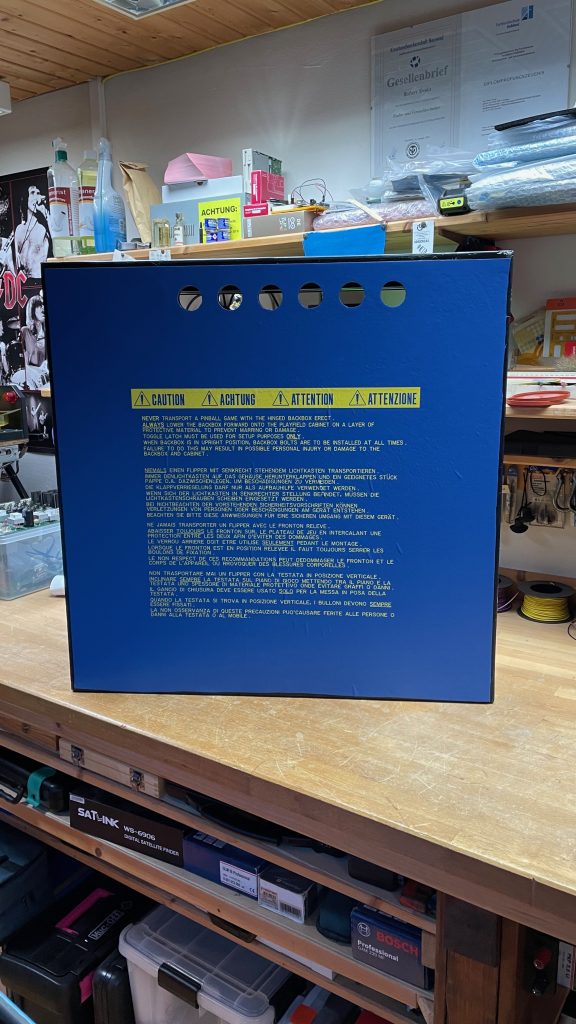 Gesellenbrief
ACHTUNG:
DC
CAUTION ACHTUNG ATTENTION ATTENZIONE
NEVER TRANSPORT A PINBALL GAME WITH THE HINGED BACKBOX ERECT.
ALWAYS LOWER THE BACKBOX FORWARD ONTO THE PLAYFIELD CABINET ON A LAYER OF
PROTECTIVE MATERIAL TO PREVENT MARRING OR DAMAGE.
TOGGLE LATCH MUST BE USED FOR SETUP PURPOSES ONLY.
WHEN BACKBOX IS IN UPRIGHT POSITION, BACKBOX BOLTS ARE TO BE INSTALLED AT ALL TIMES.
FAILURE TO DO THIS MAY RESULT IN POSSIBLE PERSONAL INJURY OR DAMAGE TO THE
BACKBOX AND CABINET.
NIEMALS EINEN FLIPPER MIT SENKRECHT STEHENDEM LICHTKASTEN TRANSPORTIEREN.
IMMER DEN LICHTKASTEN AUF DAS GEHÄUSE HERUNTERKLAPPEN UND EIN GEEIGNETES STÜCK
PAPPE O.Ä. DAZWISCHENLEGEN, UM BESCHÄDIGUNGEN ZU VERMEIDEN.
DIE KLAPPVERRIEGELUNG DARF NUR ALS AUFBAUHILFE VERWENDET WERDEN.
WENN SICH DER LICHTKASTEN IN SENKRECHTER STELLUNG BEFINDET, MÜSSEN DIE
LICHTKASTENSCHRAUBEN EINGESETZT WERDEN.
BEI NICHTBEACHTEN SICHERHEITSVORSCHRIFTEN KÖNNEN
VERLETZUNGEN VON PERSONEN ODER BESCHÄDIGUNGEN AM GERÄT ENTSTEHEN.
BEACHTEN SIE BITTE DIESE ANWEISUNGEN FÜR EINE SICHEREN UMGANG MIT DIESEM GERÄT.
NE JAMAIS TRANSPORTER UN FLIPPER AVEC LE FRONTON RELEVE.
ABAISSER TOUJOURS LE FRONTON SUR LE PLATEAU DE JEU EN INTERCALANT UNE
PROTECTION ENTRE LES DEUX AFIN D'EVITER DES DOMMAGES.
LE VERROU ARRIERE DOIT ETRE UTILISE SEULEMENT PEDANT LE MONTAGE.
LORSQUE LE FRONTON EST EN POSITION RELEVEE IL FAUT TOUJOURS SERRER LES
BOULONS DE FIXATION.
LE NON RESPECT DE CES RECOMMANDATIONS PEUT DEDOMMAGER LE FRONTON ET LE
CORPS DE L'APPAREIL, OU PROVOQUER DES BLESSURES CORPORELLES.
NON TRANSPORTARE MAI UN FLIPPER CON LA TESTATA IN POSIZIONE VERTICALE.
INCLINARE SEMPRE LA TESTATA SUL PIANO DI GIOCO METTENDO TRA IL PIANO E LA
TESTATA UNO SPESSORE DI MATERIALE PROTETTIVO ONDE EVITARE GRAFFI O DANNI.
IL GANCIO DI CHIUSURA DEVE ESSERE USATO SOLO PER LA MESSA IN POSA DELLA
TESTATA.
QUANDO LA TESTATA SI TROVA IN POSIZIONE VERTICALE, I BULLONI DEVONO SEMPRE
ESSERE FISSATI.
LA NON OSSERVANZA DI QUESTE PRECAUZIONI PUO'CAUSARE FERITE ALLE PERSONE O
DANNI ALLA TESTATA O AL MOBILE.
SATLINK
WS-6906
DIGITAL SATELLITE FINDER
BOSCH
Professional